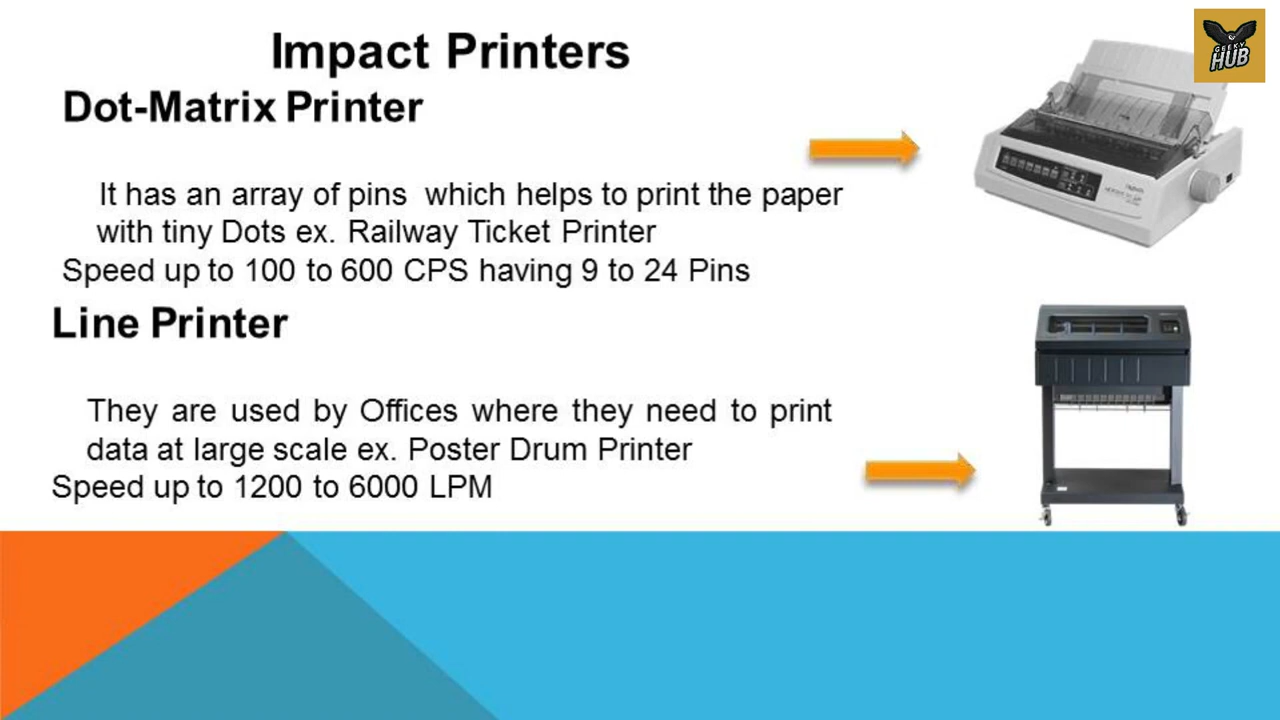 Impact Printers
Dot-Matrix Printer
It has an array of pins which helps to print the paper
with tiny Dots ex. Railway Ticket Printer
Speed up to 100 to 600 CPS having 9 to 24 Pins
Line Printer
They are used by Offices where they need to print
data at large scale ex. Poster Drum Printer
Speed up to 1200 to 6000 LPM
GEEKY
HUB